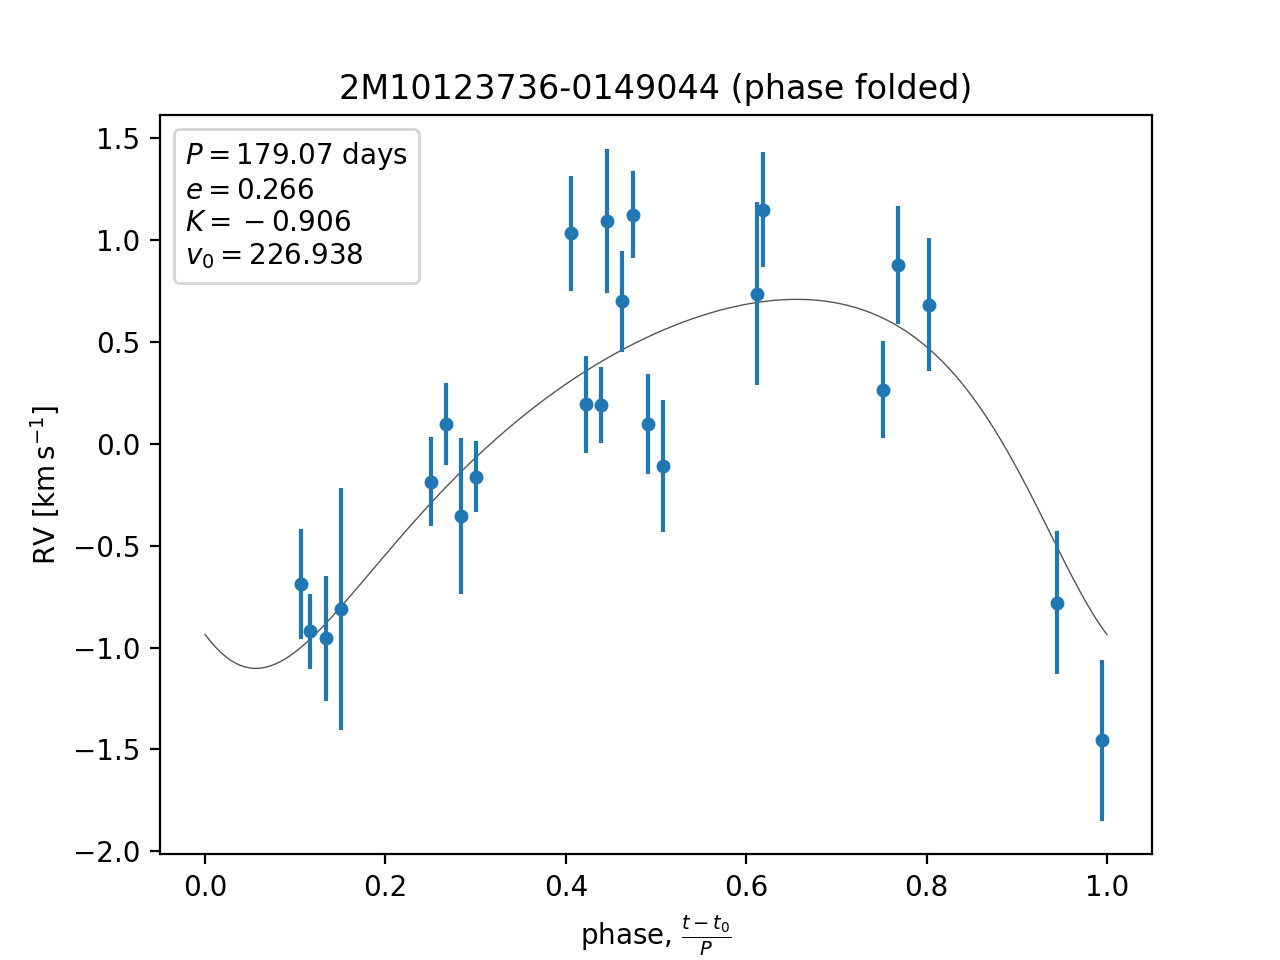 2M10123736-0149044 (phase folded)
P = 179.07 days
e = 0.266
K = −0.906
v₀ = 226.938
1.5
1.0
0.5
0.0
−0.5
−1.0
−1.5
−2.0
RV [km s⁻¹]
0.0 0.2 0.4 0.6 0.8 1.0
phase, (t − t₀)/P